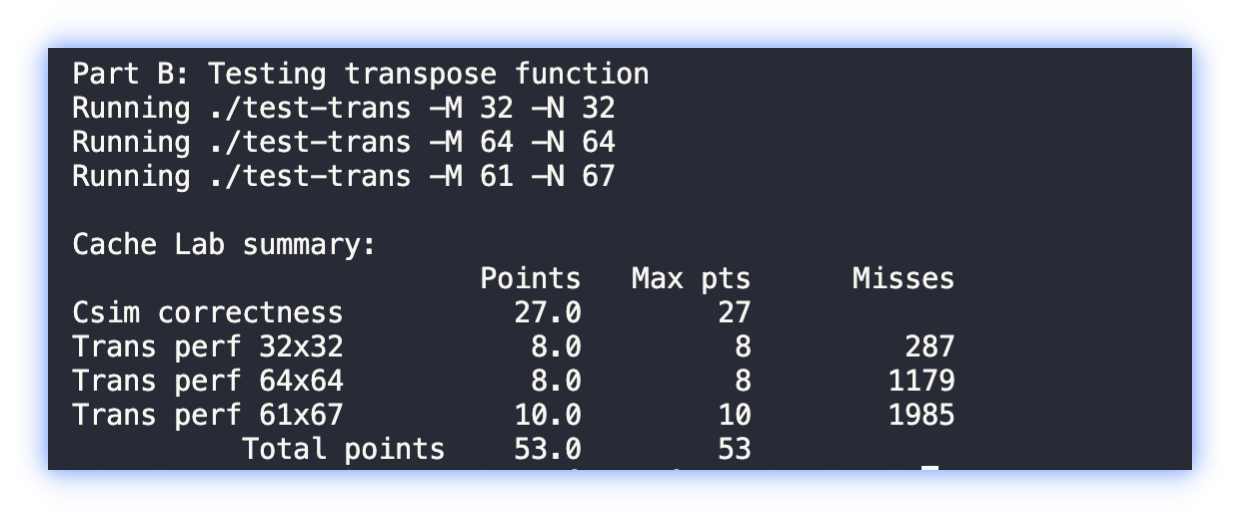 Part B: Testing transpose function
Running ./test-trans -M 32 -N 32
Running ./test-trans -M 64 -N 64
Running ./test-trans -M 61 -N 67
Cache Lab summary:
Points Max pts Misses
Csim correctness 27.0 27
Trans perf 32x32 8.0 8 287
Trans perf 64x64 8.0 8 1179
Trans perf 61x67 10.0 10 1985
Total points 53.0 53